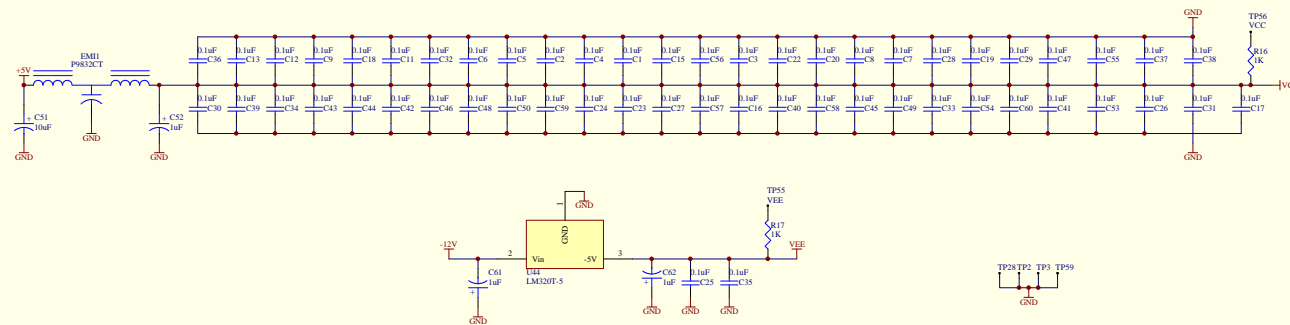 GND
TP56
VCC
EMI1
P9832CT
0.1uF 0.1uF 0.1uF 0.1uF 0.1uF 0.1uF 0.1uF 0.1uF 0.1uF 0.1uF 0.1uF 0.1uF 0.1uF 0.1uF 0.1uF 0.1uF 0.1uF 0.1uF 0.1uF 0.1uF 0.1uF 0.1uF 0.1uF 0.1uF 0.1uF 0.1uF
R16
1K
C36 C13 C12 C9 C18 C11 C32 C6 C5 C2 C4 C1 C15 C56 C3 C22 C20 C8 C7 C28 C19 C29 C47 C55 C37 C38
+5V
VC
0.1uF 0.1uF 0.1uF 0.1uF 0.1uF 0.1uF 0.1uF 0.1uF 0.1uF 0.1uF 0.1uF 0.1uF 0.1uF 0.1uF 0.1uF 0.1uF 0.1uF 0.1uF 0.1uF 0.1uF 0.1uF 0.1uF 0.1uF 0.1uF 0.1uF 0.1uF 0.1uF
C30 C39 C34 C43 C44 C42 C46 C48 C50 C59 C24 C23 C27 C57 C16 C40 C58 C45 C49 C33 C54 C60 C41 C53 C26 C31 C17
+ C51
10uF
+ C52
1uF
GND
GND
GND
GND
1
GND
GND
TP55
VEE
R17
1K
-12V
2
Vin
-5V
3
VEE
U44
LM320T-5
C61
1uF
+
C62
1uF
+
0.1uF
C25
0.1uF
C35
GND
GND
GND
GND
TP28 TP2 TP3 TP59
GND